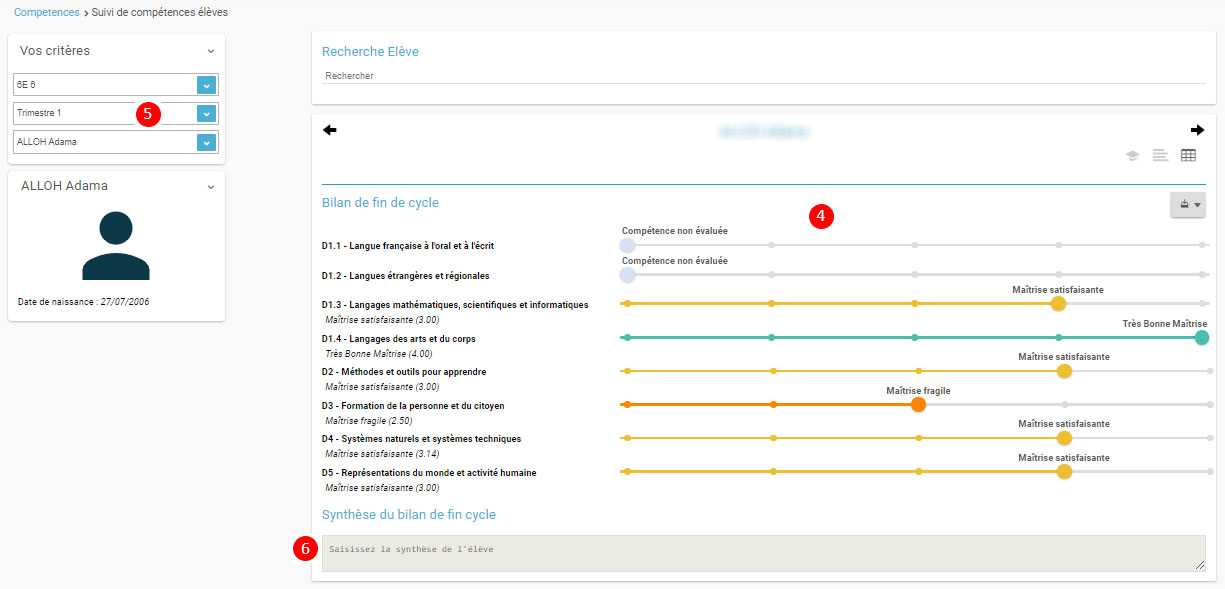 Competences > Suivi de compétences élèves
Vos critères
6E 6
Trimestre 1
5
ALLOH Adama
ALLOH Adama
Date de naissance : 27/07/2006
Recherche Elève
Rechercher
Bilan de fin de cycle
4
Compétence non évaluée
D1.1 - Langue française à l'oral et à l'écrit
Compétence non évaluée
D1.2 - Langues étrangères et régionales
Maîtrise satisfaisante
D1.3 - Langages mathématiques, scientifiques et informatiques
Maîtrise satisfaisante (3.00)
Très Bonne Maîtrise
D1.4 - Langages des arts et du corps
Très Bonne Maîtrise (4.00)
Maîtrise satisfaisante
D2 - Méthodes et outils pour apprendre
Maîtrise satisfaisante (3.00)
Maîtrise fragile
D3 - Formation de la personne et du citoyen
Maîtrise fragile (2.50)
Maîtrise satisfaisante
D4 - Systèmes naturels et systèmes techniques
Maîtrise satisfaisante (3.14)
Maîtrise satisfaisante
D5 - Représentations du monde et activité humaine
Maîtrise satisfaisante (3.00)
Synthèse du bilan de fin cycle
6
Saisissez la synthèse de l'élève